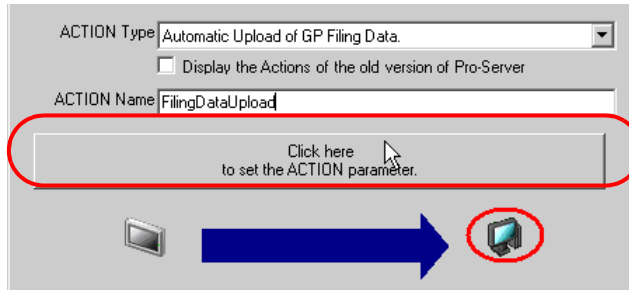 ACTION Type Automatic Upload of GP Filing Data.
Display the Actions of the old version of Pro-Server
ACTION Name FilingDataUpload
Click here
to set the ACTION parameter.